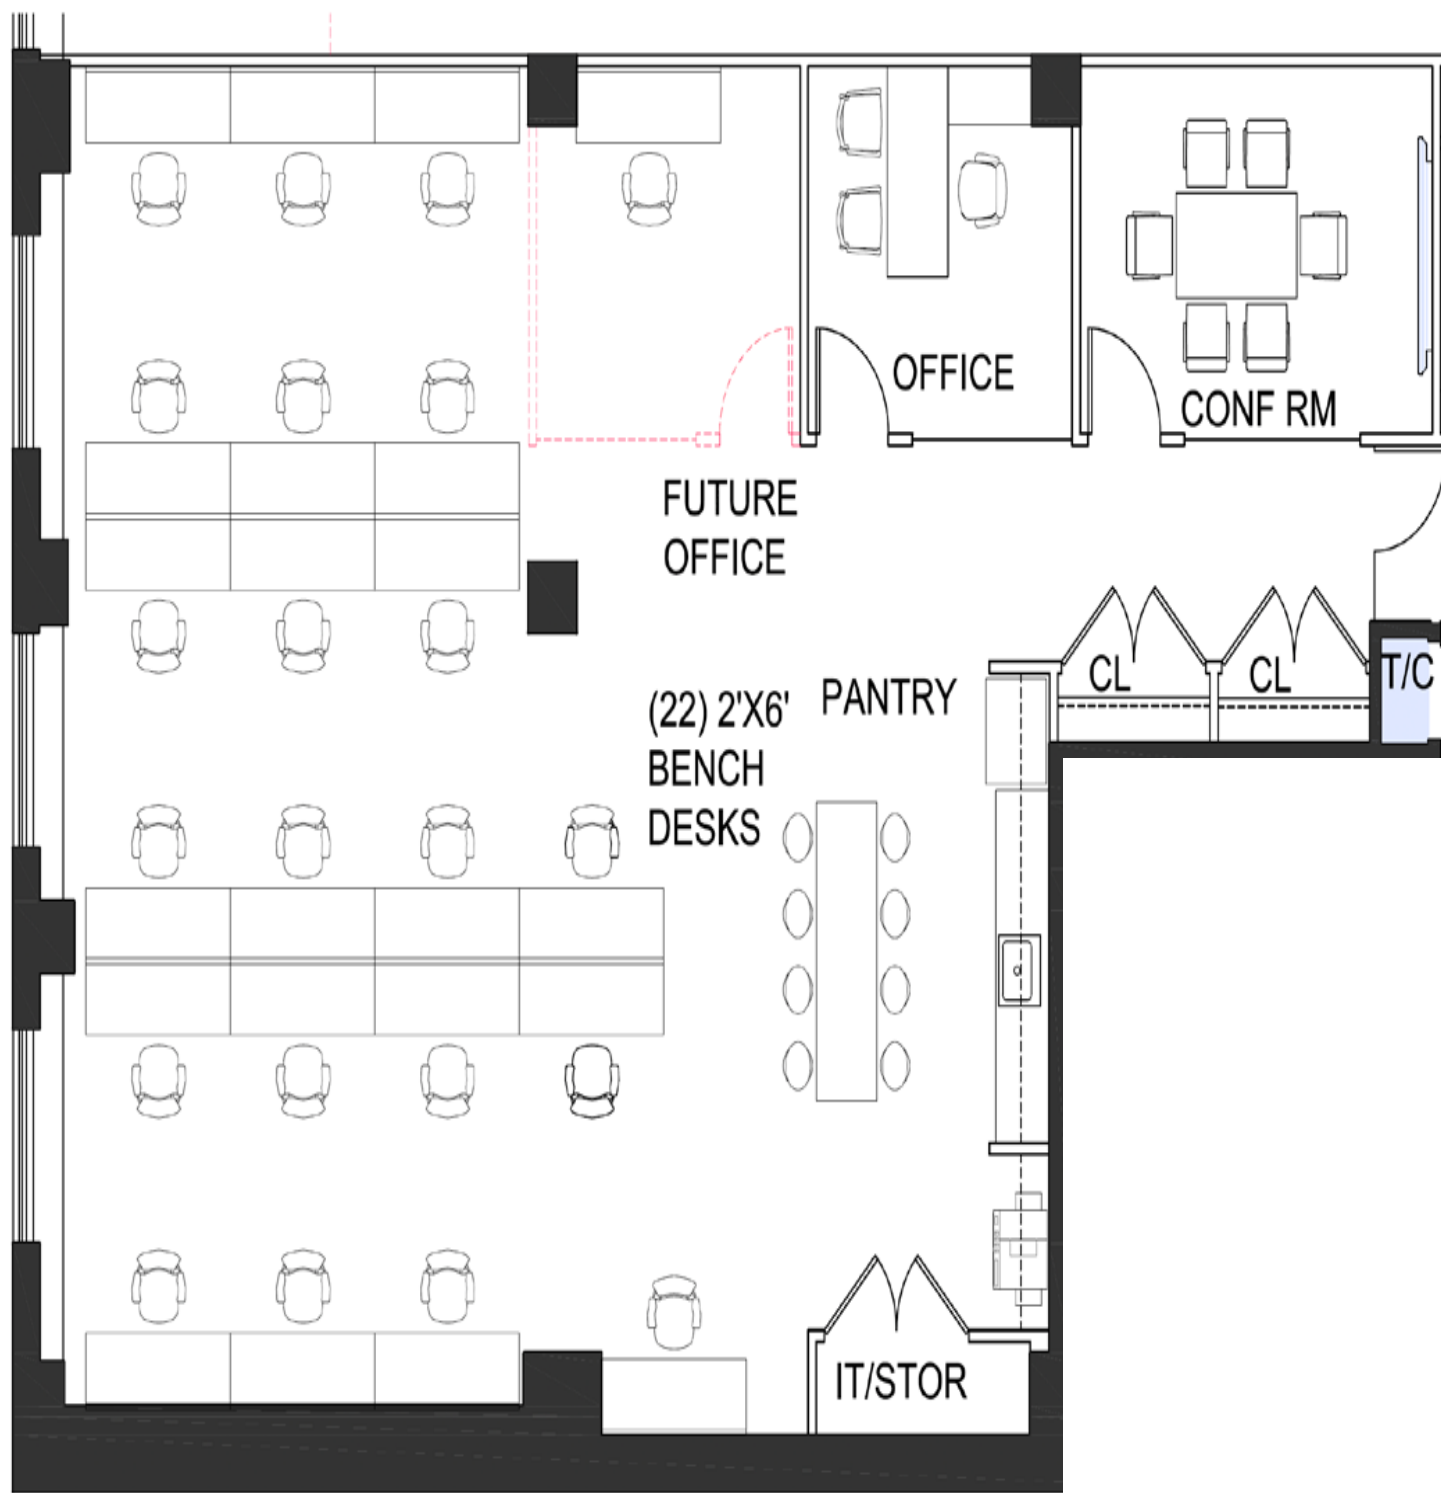 OFFICE
CONF RM
FUTURE
OFFICE
CL
CL
T/C
(22) 2'X6'
BENCH
DESKS
PANTRY
IT/STOR